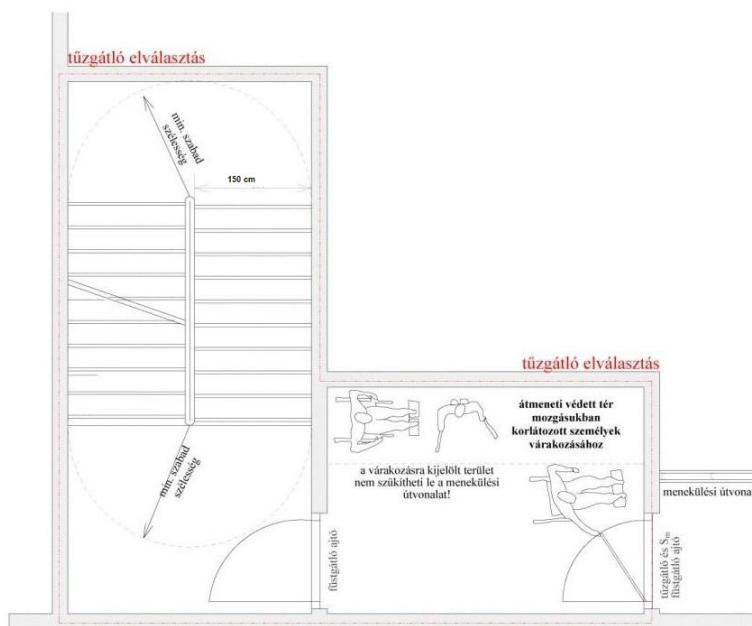 tűzgátló elválasztás
min. szabad
szélesség
150 cm
tűzgátló elválasztás
átmeneti védett tér
mozgásukban
korlátozott személyek
várakozásához
a várakozásra kijelölt terület
nem szűkítheti le a menekülési
útvonalat!
min. szabad
szélesség
menekülési útvona
füstgátló ajtó
tűzgátló és Sm
füstgátló ajtó